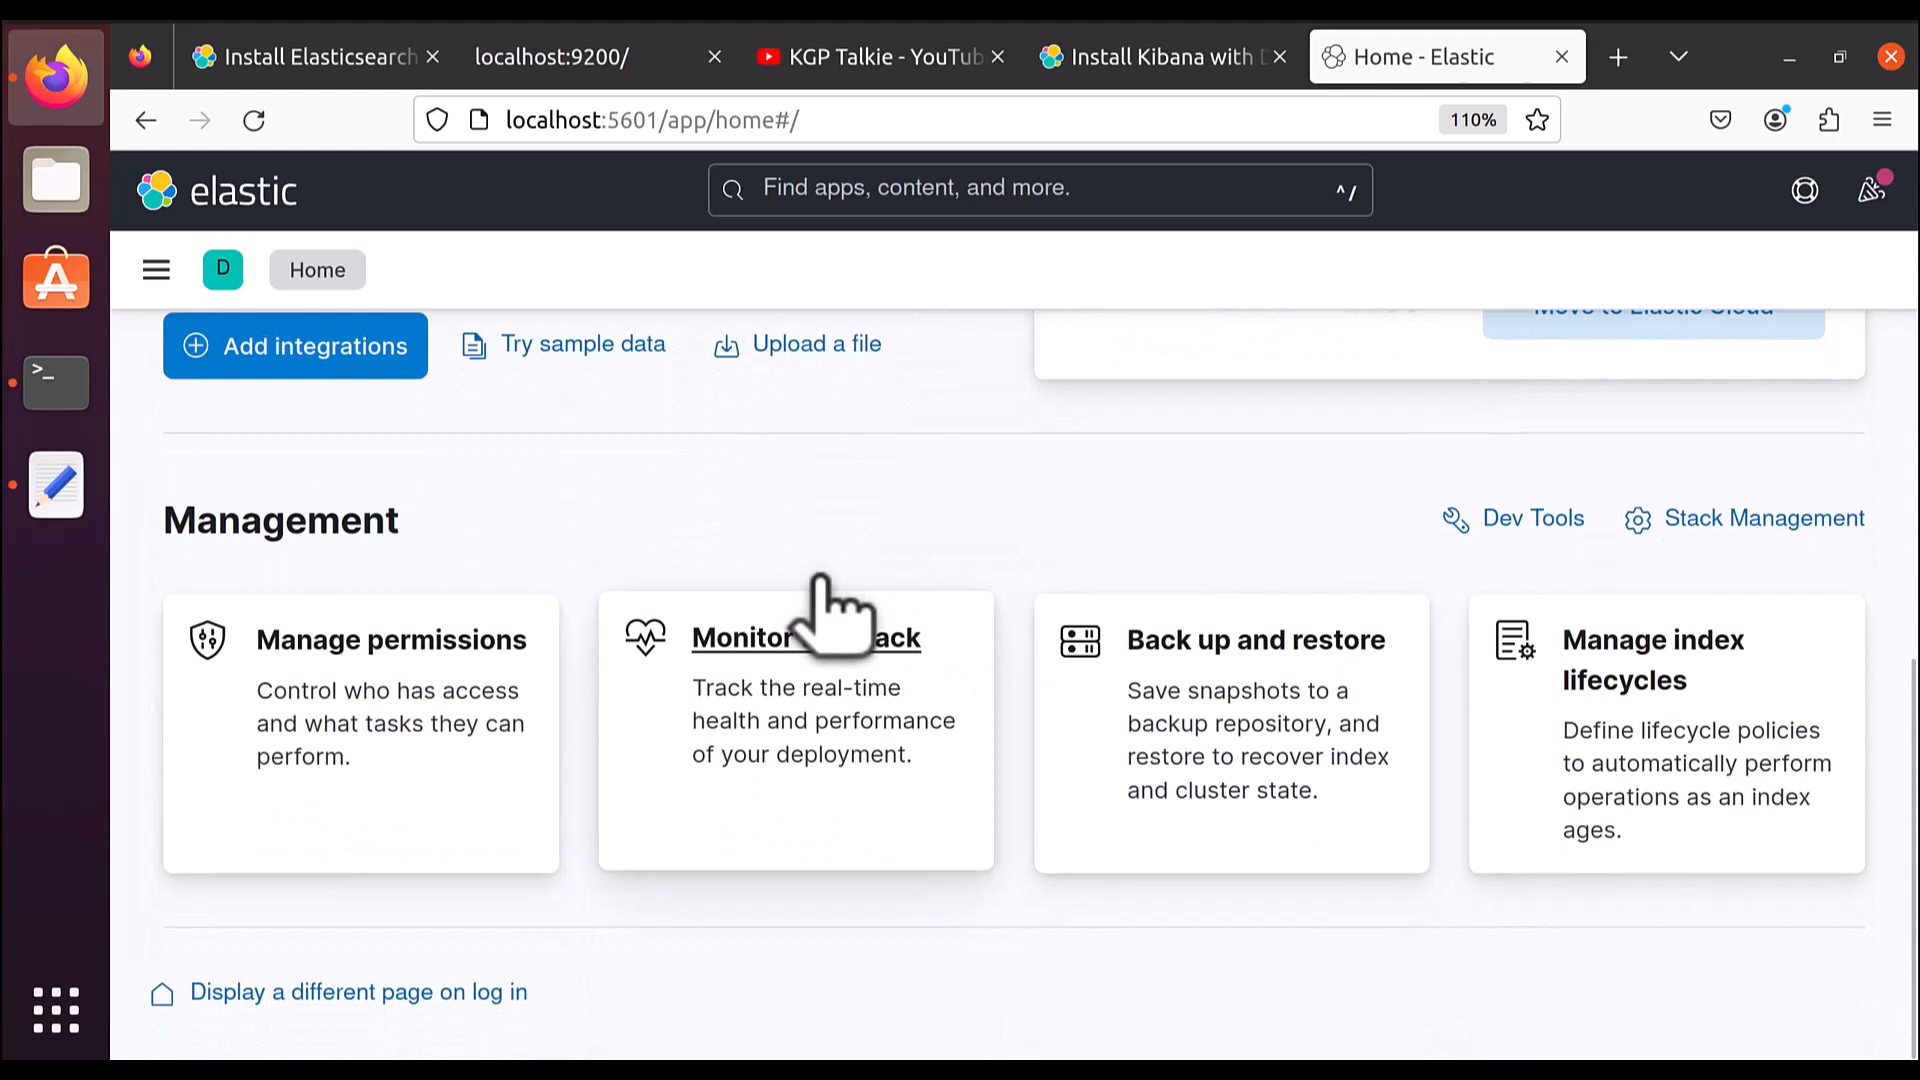 Install Elasticsearch
localhost:9200/
KGP Talkie - YouTub
Install Kibana with D
Home - Elastic
localhost:5601/app/home#/
110%
elastic
Find apps, content, and more.
^ /
D
Home
Add integrations
Try sample data
Upload a file
Move to Elastic Cloud
Management
Dev Tools
Stack Management
Manage permissions
Control who has access
and what tasks they can
perform.
Monitor ack
Track the real-time
health and performance
of your deployment.
Back up and restore
Save snapshots to a
backup repository, and
restore to recover index
and cluster state.
Manage index
lifecycles
Define lifecycle policies
to automatically perform
operations as an index
ages.
Display a different page on log in